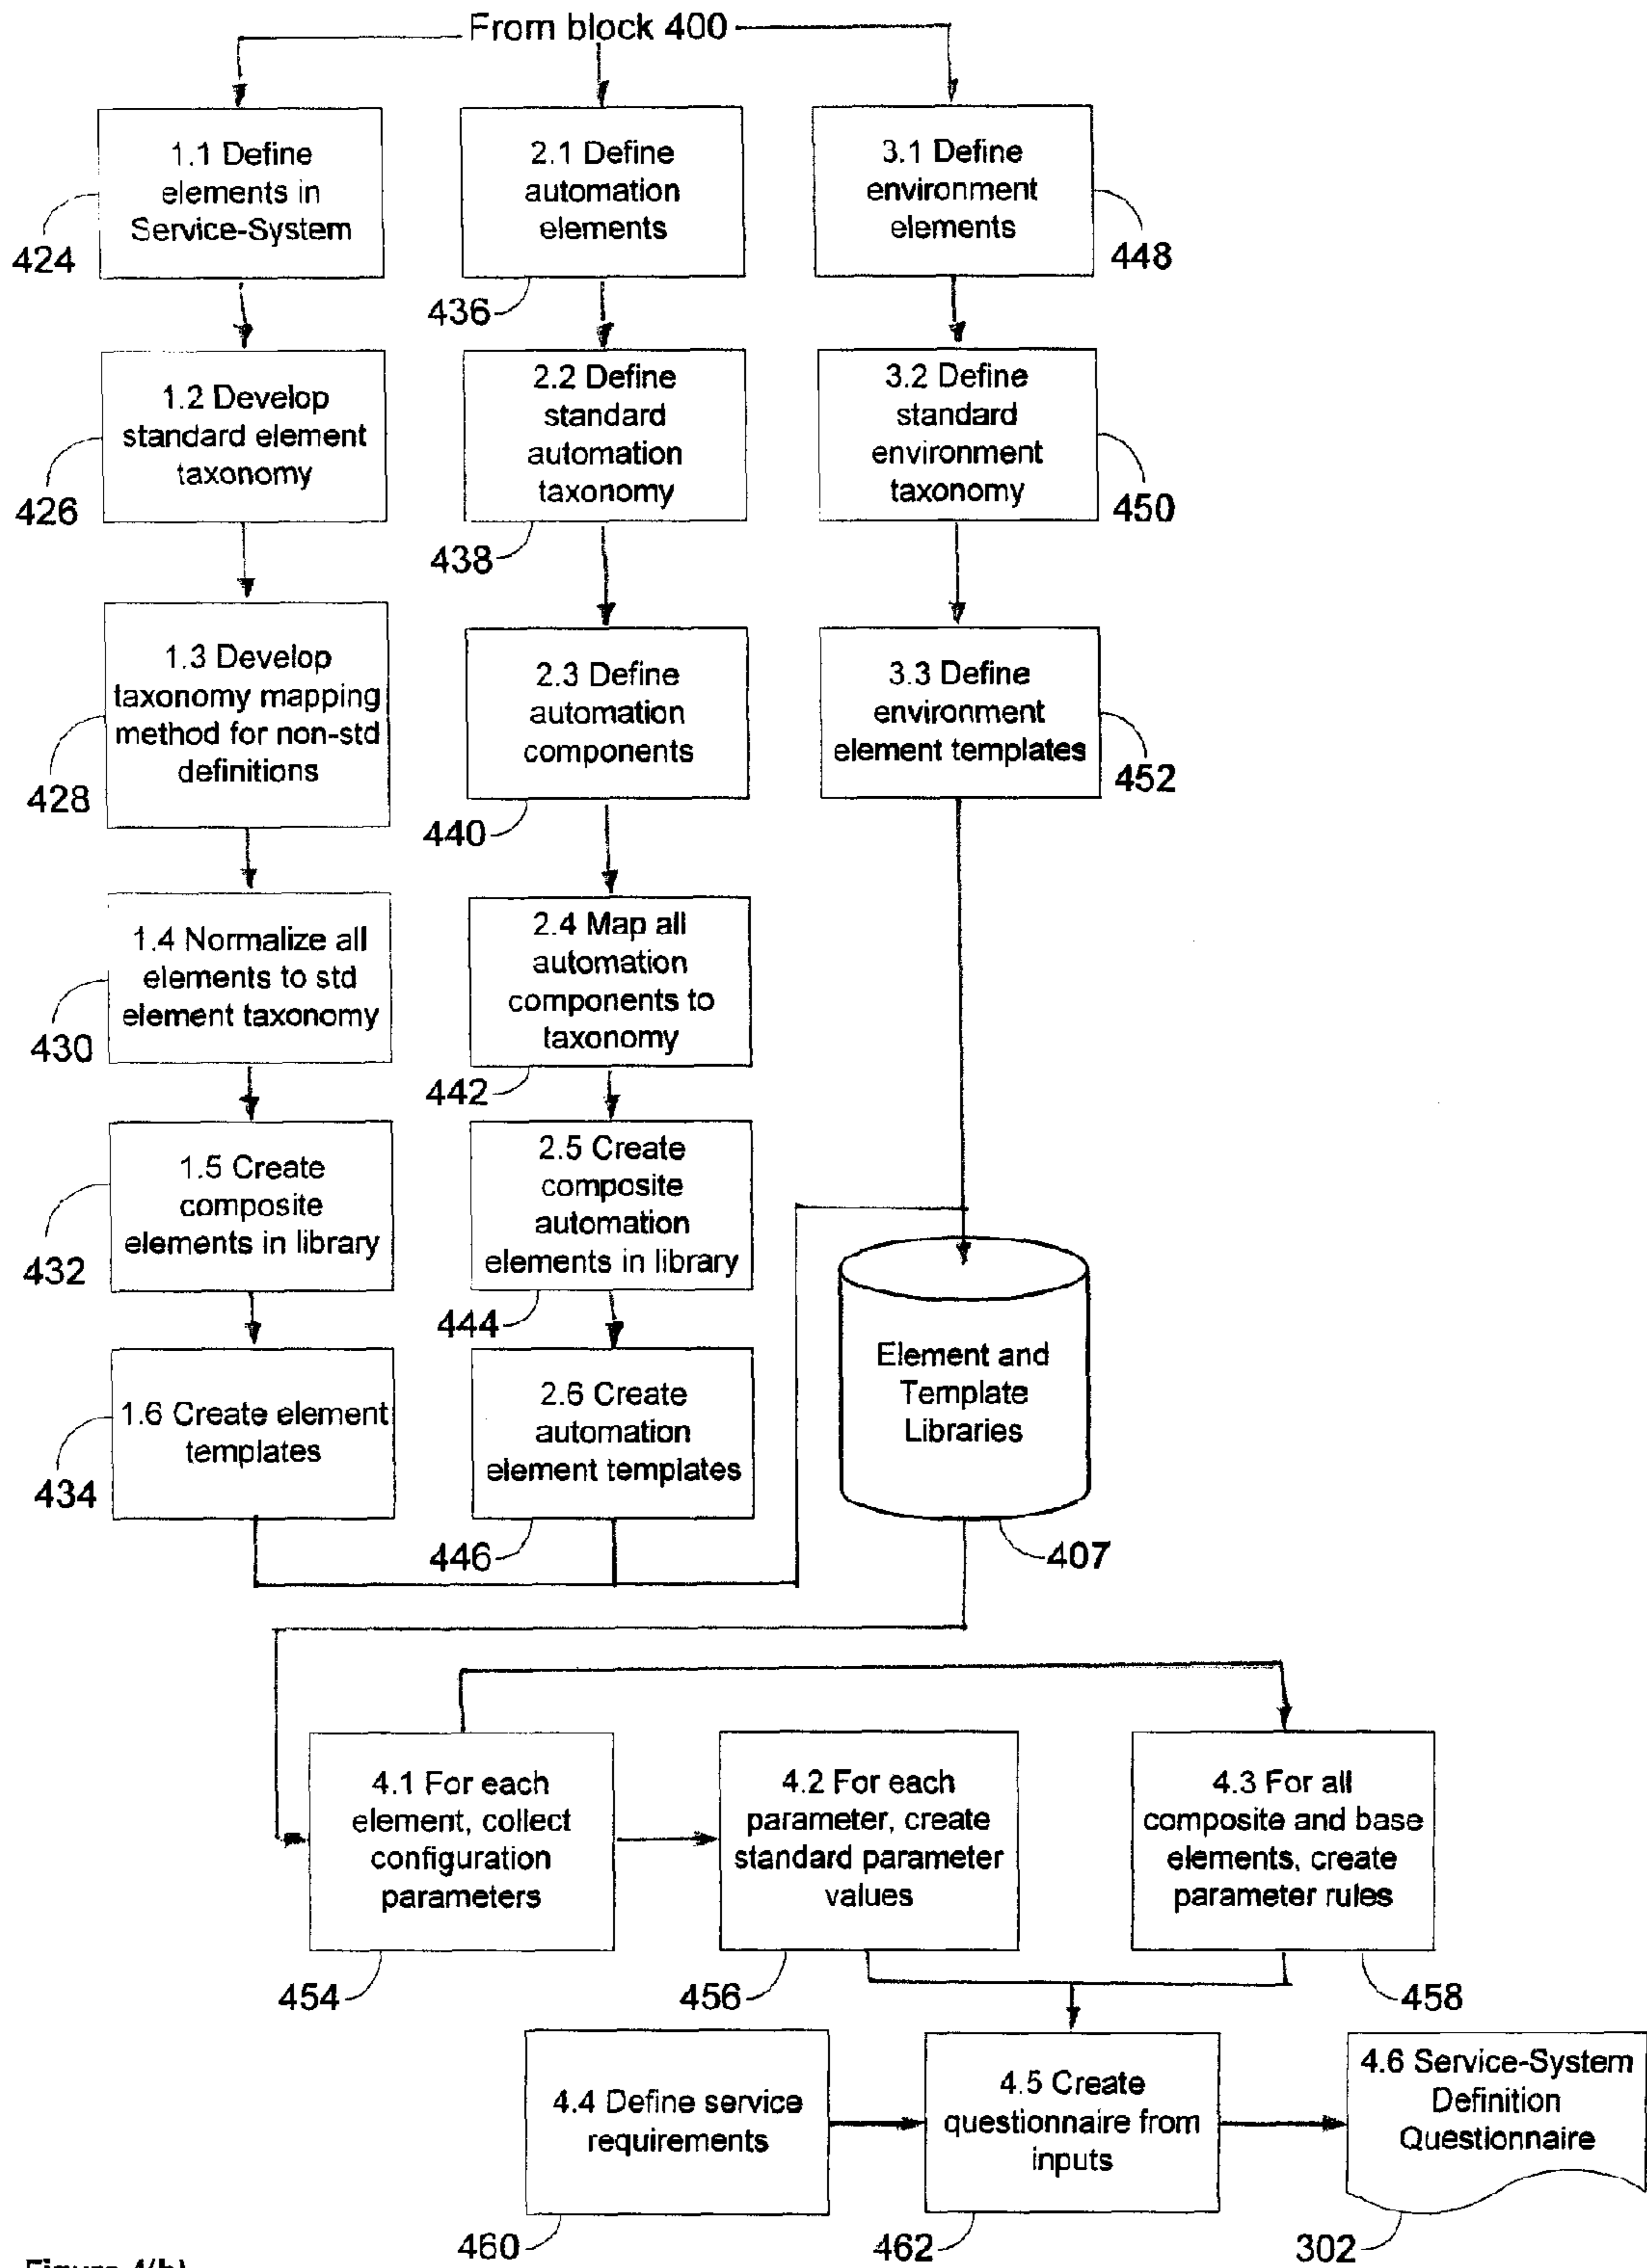 From block 400
1.1 Define
elements in
Service-System
424
2.1 Define
automation
elements
436
3.1 Define
environment
elements
448
1.2 Develop
standard element
taxonomy
426
2.2 Define
standard
automation
taxonomy
438
3.2 Define
standard
environment
taxonomy
450
1.3 Develop
taxonomy mapping
method for non-std
definitions
428
2.3 Define
automation
components
440
3.3 Define
environment
element templates
452
1.4 Normalize all
elements to std
element taxonomy
430
2.4 Map all
automation
components to
taxonomy
442
1.5 Create
composite
elements in library
432
2.5 Create
composite
automation
elements in library
444
Element and
Template
Libraries
407
1.6 Create element
templates
434
2.6 Create
automation
element templates
446
4.1 For each
element, collect
configuration
parameters
454
4.2 For each
parameter, create
standard parameter
values
456
4.3 For all
composite and base
elements, create
parameter rules
458
4.4 Define service
requirements
460
4.5 Create
questionnaire from
inputs
462
4.6 Service-System
Definition
Questionnaire
302
Figure 4(b)